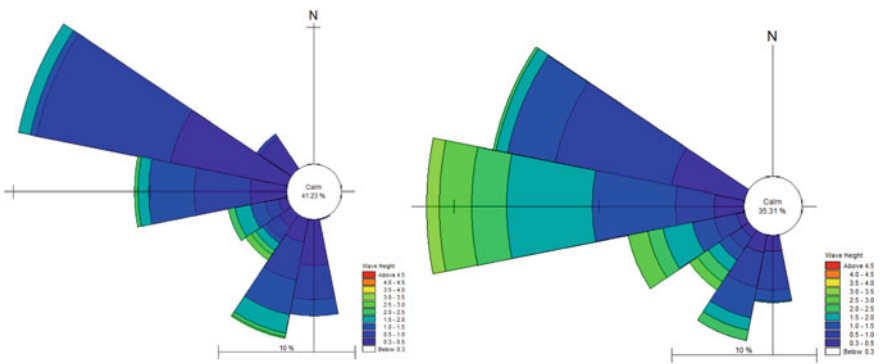 N
Calm
41.23 %
Wave Height
Above 4.5
4.0 - 4.5
3.5 - 4.0
3.0 - 3.5
2.5 - 3.0
2.0 - 2.5
1.5 - 2.0
1.0 - 1.5
0.5 - 1.0
0.3 - 0.5
Below 0.3
10 %
N
Calm
35.31 %
Wave Height
Above 4.5
4.0 - 4.5
3.5 - 4.0
3.0 - 3.5
2.5 - 3.0
2.0 - 2.5
1.5 - 2.0
1.0 - 1.5
0.5 - 1.0
0.3 - 0.5
Below 0.3
10 %